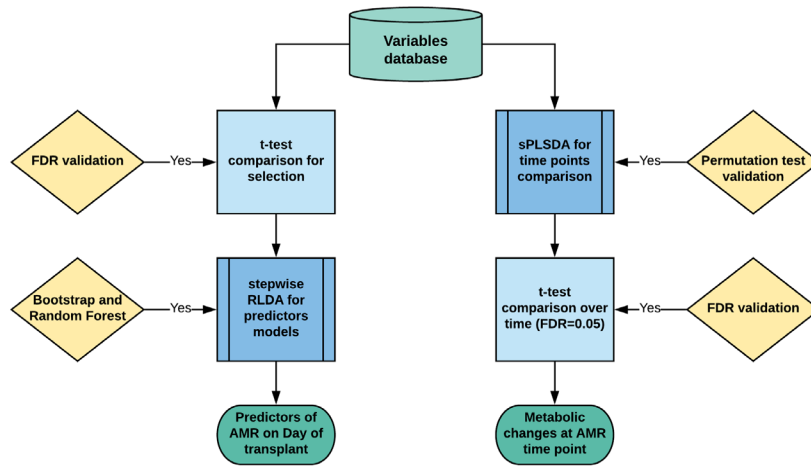 Variables
database
FDR validation
Yes
t-test
comparison for
selection
sPLSDA for
time points
comparison
Yes
Permutation test
validation
Bootstrap and
Random Forest
Yes
stepwise
RLDA for
predictors
models
t-test
comparison over
time (FDR=0.05)
Yes
FDR validation
Predictors of
AMR on Day of
transplant
Metabolic
changes at AMR
time point